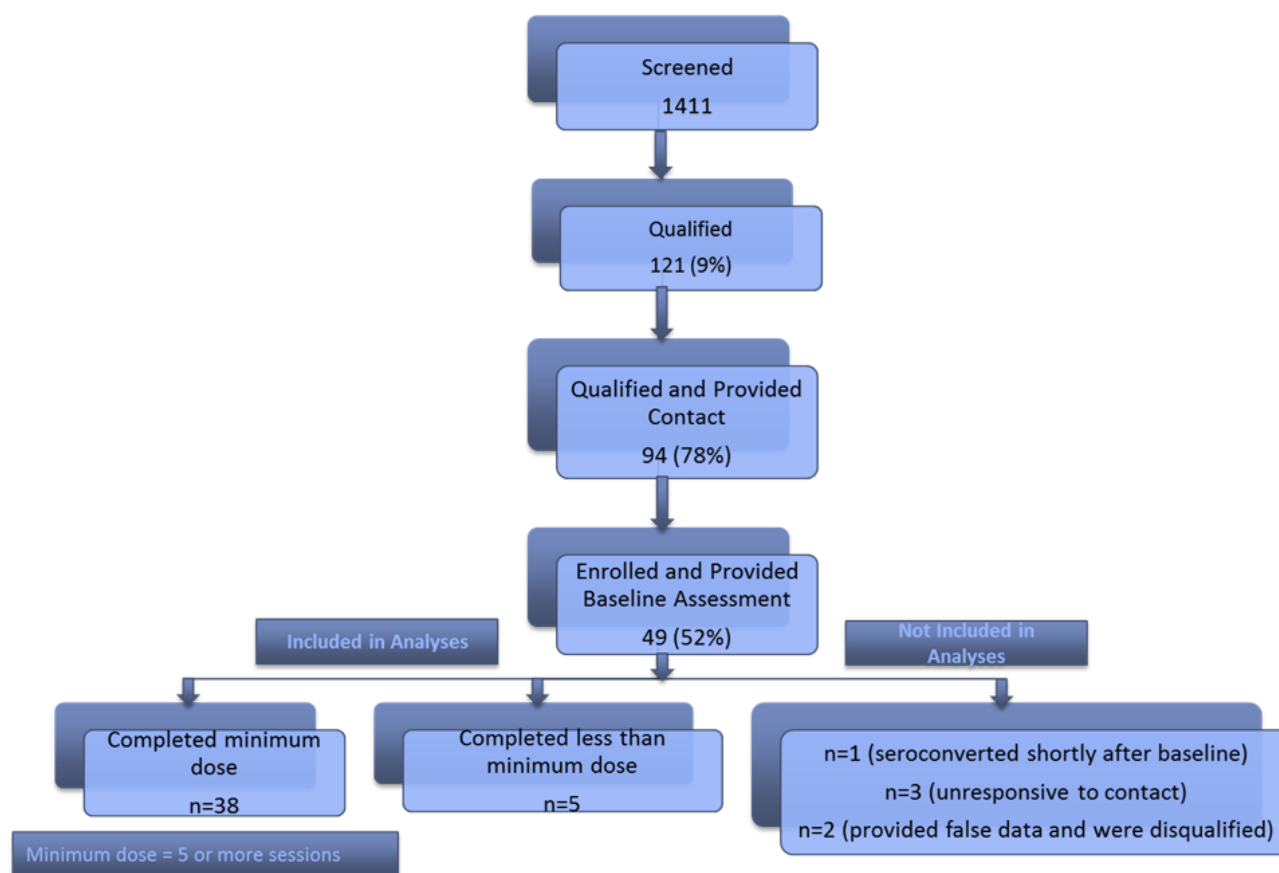 Screened
1411
Qualified
121 (9%)
Qualified and Provided
Contact
94 (78%)
Enrolled and Provided
Baseline Assessment
49 (52%)
Included in Analyses
Not Included in
Analyses
Completed minimum
dose
n=38
Completed less than
minimum dose
n=5
n=1 (seroconverted shortly after baseline)
n=3 (unresponsive to contact)
n=2 (provided false data and were disqualified)
Minimum dose = 5 or more sessions